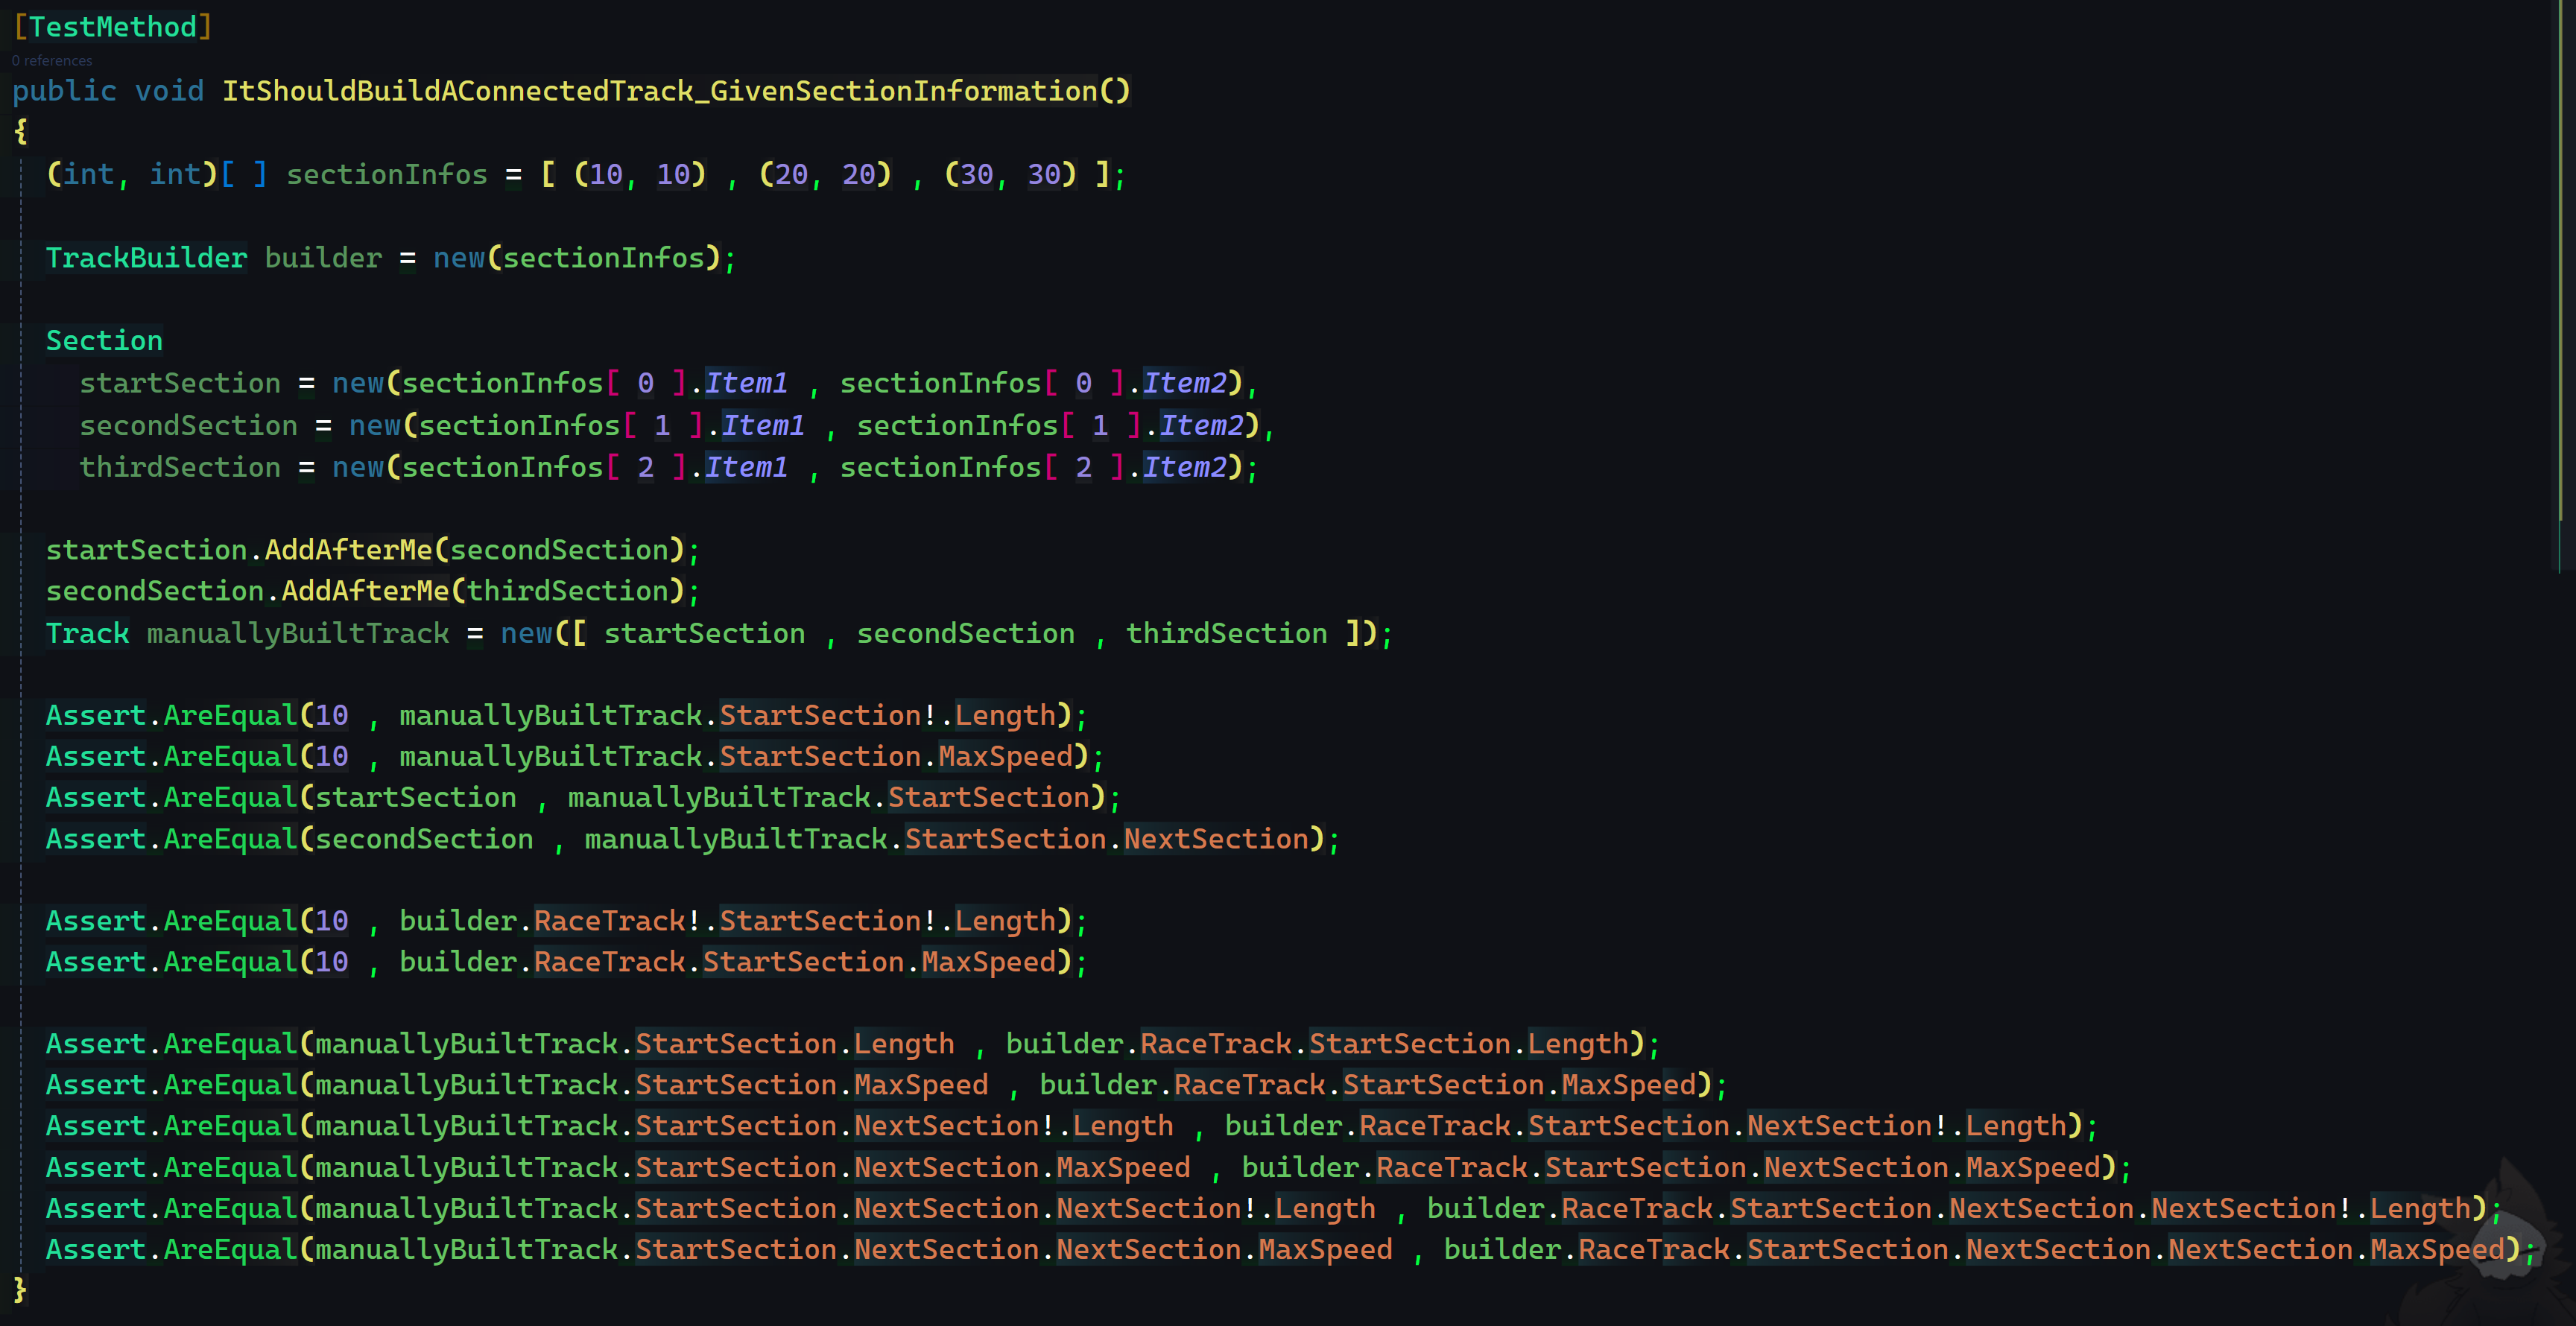 [TestMethod]
0 references
public void ItShouldBuildAConnectedTrack_GivenSectionInformation()
{
(int, int)[ ] sectionInfos = [ (10, 10) , (20, 20) , (30, 30) ];
TrackBuilder builder = new(sectionInfos);
Section
startSection = new(sectionInfos[ 0 ].Item1 , sectionInfos[ 0 ].Item2),
secondSection = new(sectionInfos[ 1 ].Item1 , sectionInfos[ 1 ].Item2),
thirdSection = new(sectionInfos[ 2 ].Item1 , sectionInfos[ 2 ].Item2);
startSection.AddAfterMe(secondSection);
secondSection.AddAfterMe(thirdSection);
Track manuallyBuiltTrack = new([ startSection , secondSection , thirdSection ]);
Assert.AreEqual(10 , manuallyBuiltTrack.StartSection!.Length);
Assert.AreEqual(10 , manuallyBuiltTrack.StartSection.MaxSpeed);
Assert.AreEqual(startSection , manuallyBuiltTrack.StartSection);
Assert.AreEqual(secondSection , manuallyBuiltTrack.StartSection.NextSection);
Assert.AreEqual(10 , builder.RaceTrack!.StartSection!.Length);
Assert.AreEqual(10 , builder.RaceTrack.StartSection.MaxSpeed);
Assert.AreEqual(manuallyBuiltTrack.StartSection.Length , builder.RaceTrack.StartSection.Length);
Assert.AreEqual(manuallyBuiltTrack.StartSection.MaxSpeed , builder.RaceTrack.StartSection.MaxSpeed);
Assert.AreEqual(manuallyBuiltTrack.StartSection.NextSection!.Length , builder.RaceTrack.StartSection.NextSection!.Length);
Assert.AreEqual(manuallyBuiltTrack.StartSection.NextSection.MaxSpeed , builder.RaceTrack.StartSection.NextSection.MaxSpeed);
Assert.AreEqual(manuallyBuiltTrack.StartSection.NextSection.NextSection!.Length , builder.RaceTrack.StartSection.NextSection.NextSection!.Length);
Assert.AreEqual(manuallyBuiltTrack.StartSection.NextSection.NextSection.MaxSpeed , builder.RaceTrack.StartSection.NextSection.NextSection.MaxSpeed);
}